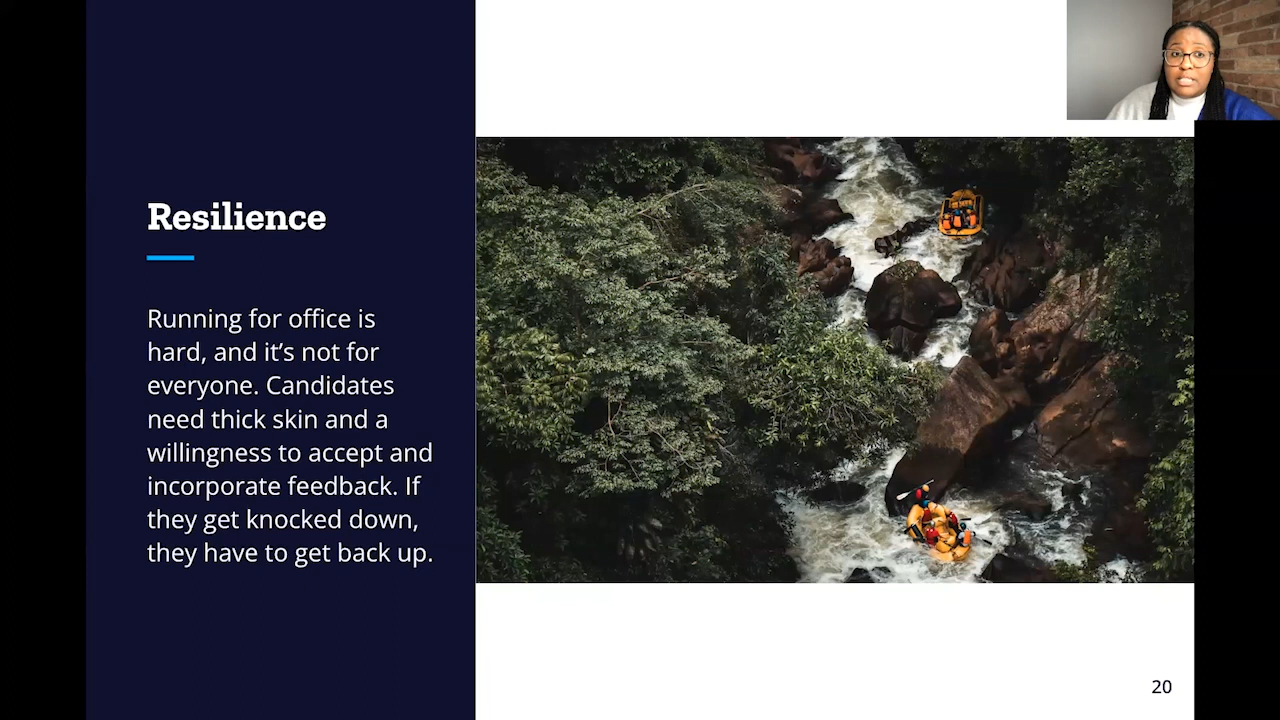 Resilience
Running for office is
hard, and it’s not for
everyone. Candidates
need thick skin and a
willingness to accept and
incorporate feedback. If
they get knocked down,
they have to get back up.
20